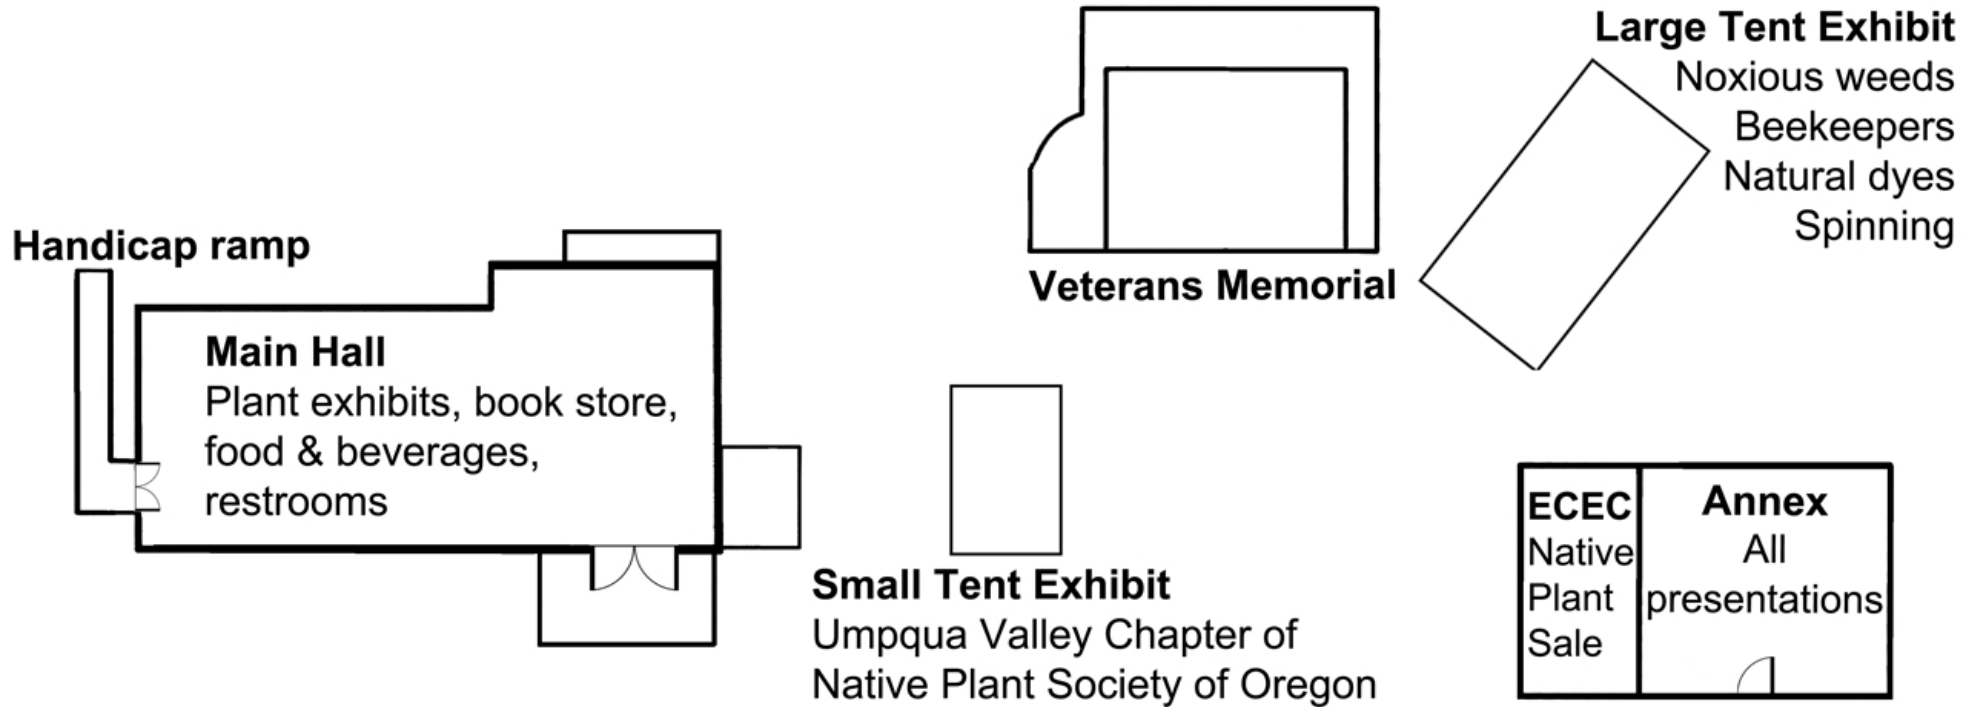 Large Tent Exhibit
Noxious weeds
Beekeepers
Natural dyes
Spinning
Handicap ramp
Veterans Memorial
Main Hall
Plant exhibits, book store,
food & beverages,
restrooms
Small Tent Exhibit
Umpqua Valley Chapter of
Native Plant Society of Oregon
ECEC
Native
Plant
Sale
Annex
All
presentations